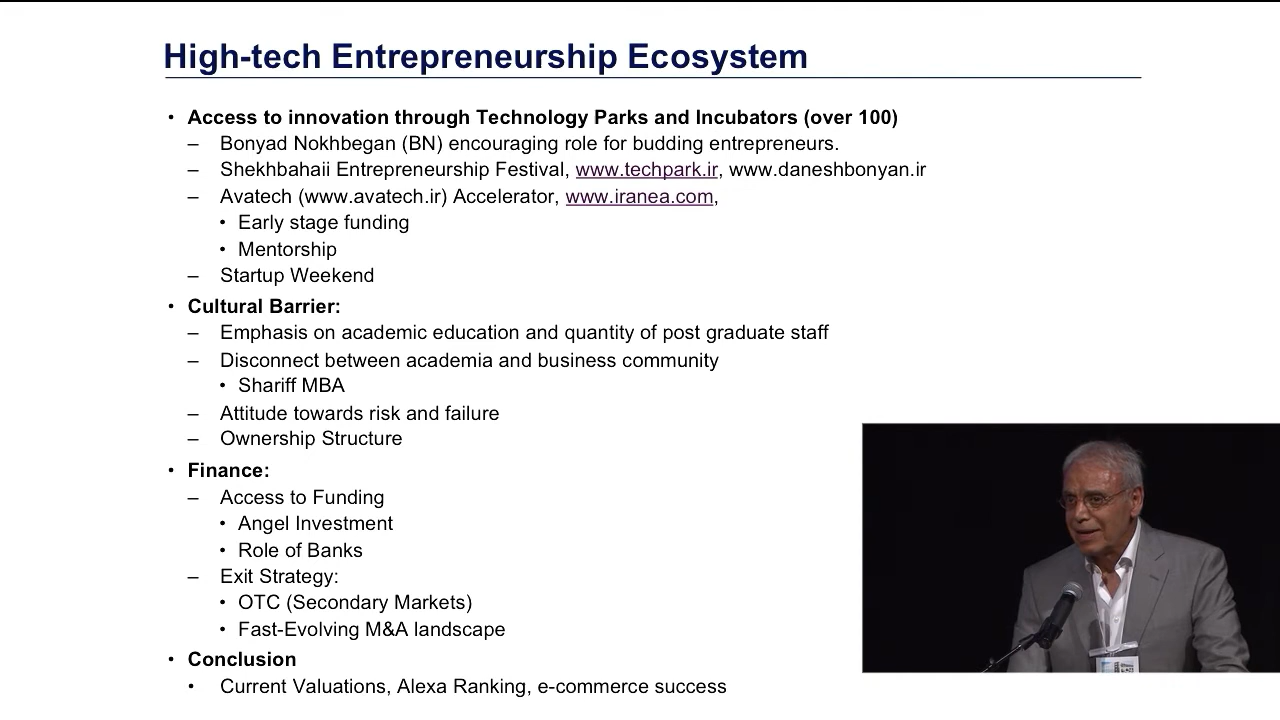 High-tech Entrepreneurship Ecosystem
• Access to innovation through Technology Parks and Incubators (over 100)
– Bonyad Nokhbegan (BN) encouraging role for budding entrepreneurs.
– Shekhbahaii Entrepreneurship Festival, www.techpark.ir, www.daneshbonyan.ir
– Avatech (www.avatech.ir) Accelerator, www.iranea.com,
• Early stage funding
• Mentorship
– Startup Weekend
• Cultural Barrier:
– Emphasis on academic education and quantity of post graduate staff
– Disconnect between academia and business community
• Shariff MBA
– Attitude towards risk and failure
– Ownership Structure
• Finance:
– Access to Funding
• Angel Investment
• Role of Banks
– Exit Strategy:
• OTC (Secondary Markets)
• Fast-Evolving M&A landscape
• Conclusion
• Current Valuations, Alexa Ranking, e-commerce success